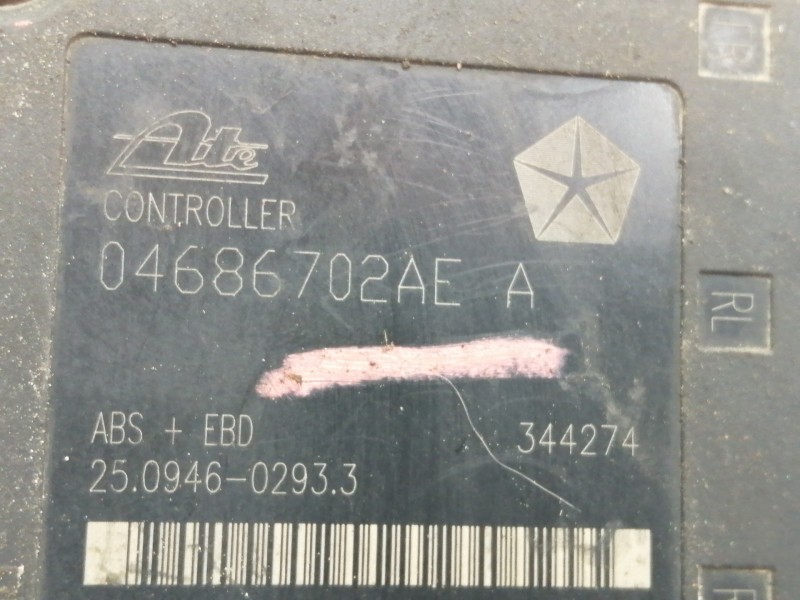 Ate
CONTROLLER
04686702AE A
ABS + EBD 344274
25.0946-0293.3
RL